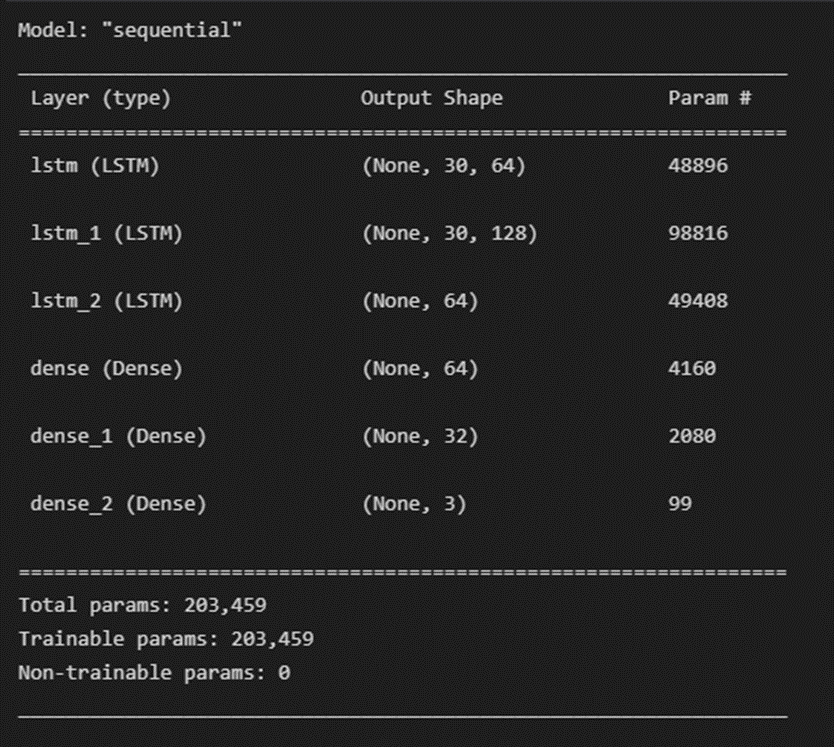 Model: "sequential"
Layer (type) Output Shape Param #
=================================================================
lstm (LSTM) (None, 30, 64) 48896
lstm_1 (LSTM) (None, 30, 128) 98816
lstm_2 (LSTM) (None, 64) 49408
dense (Dense) (None, 64) 4160
dense_1 (Dense) (None, 32) 2080
dense_2 (Dense) (None, 3) 99
=================================================================
Total params: 203,459
Trainable params: 203,459
Non-trainable params: 0